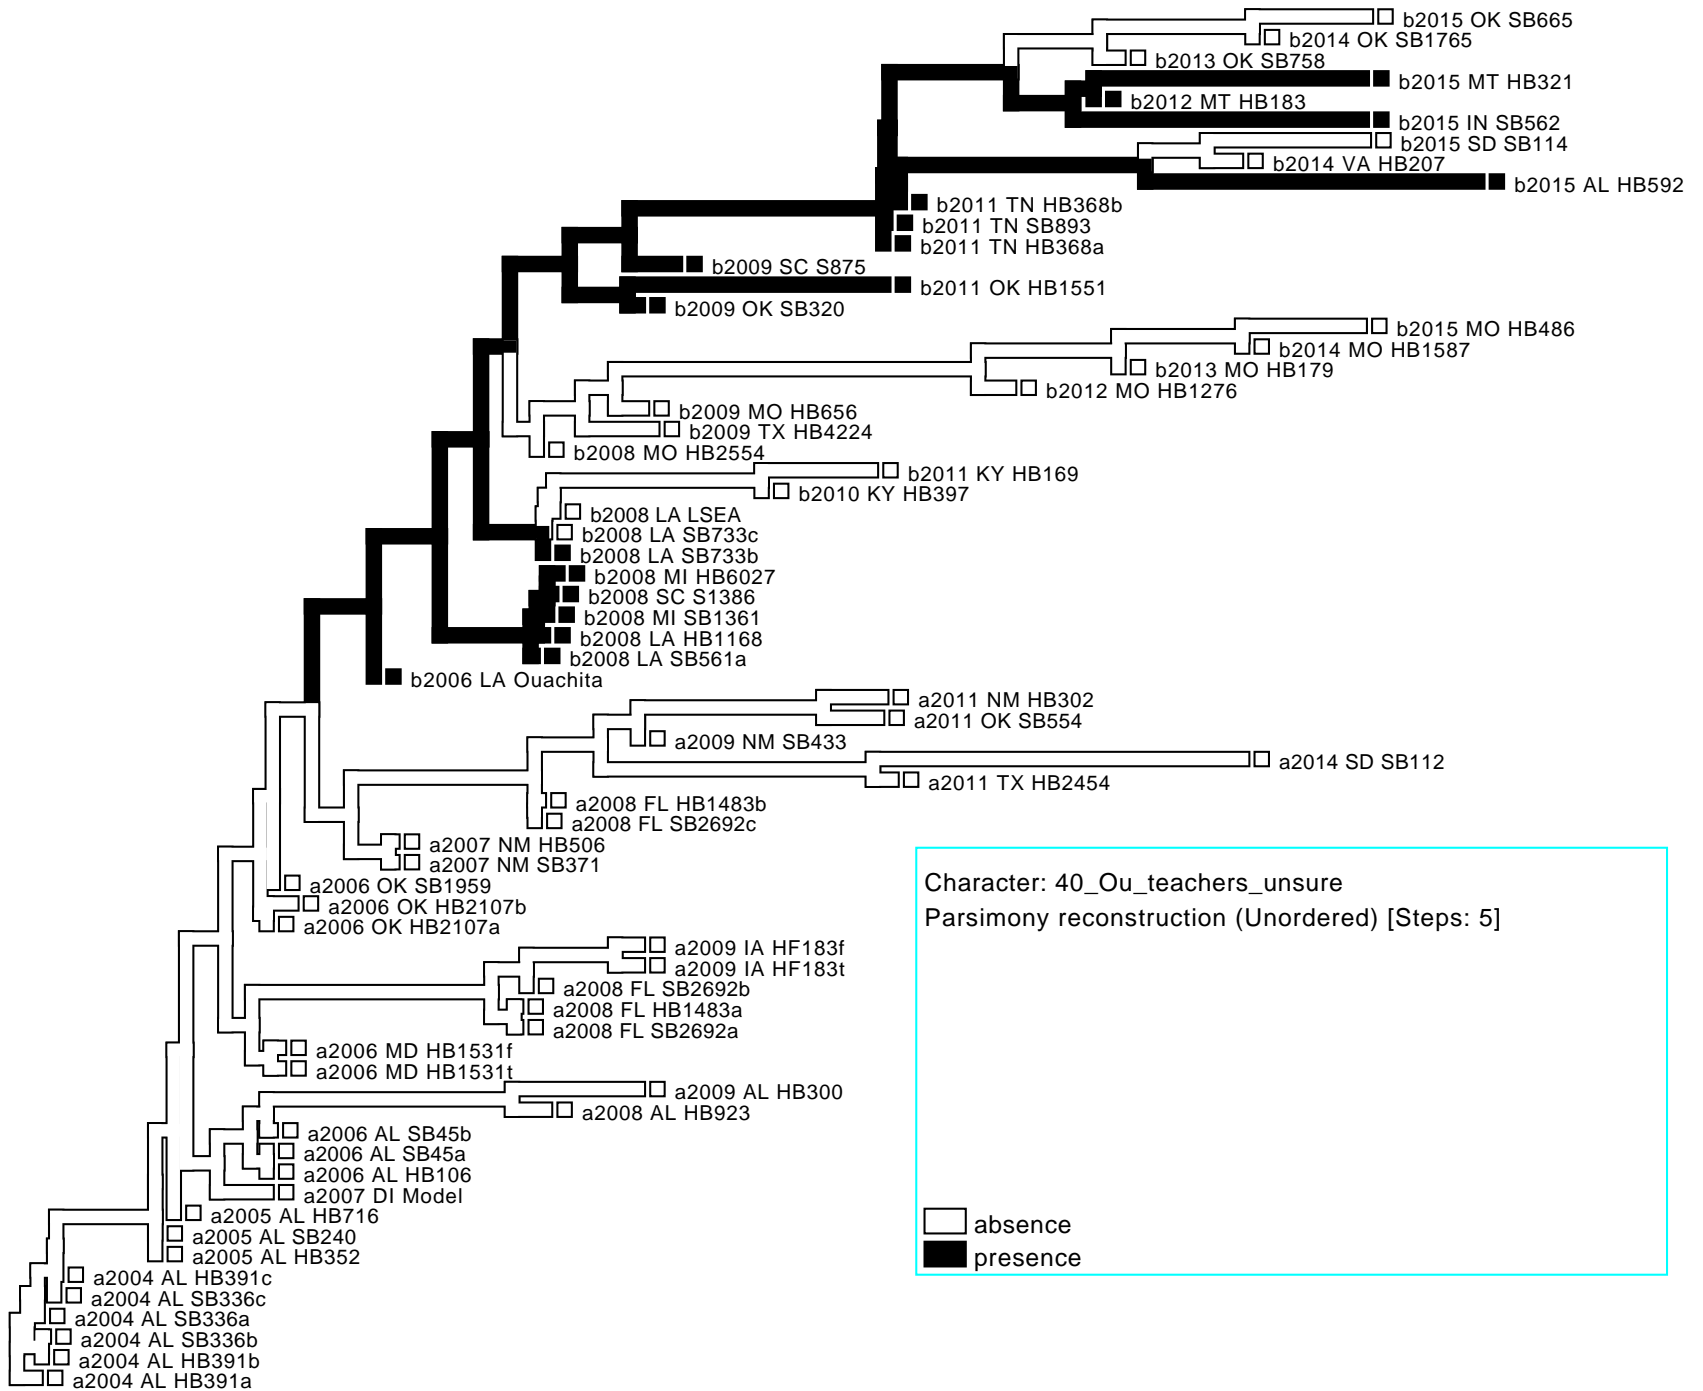 b2015 OK SB665
b2014 OK SB1765
b2013 OK SB758
b2015 MT HB321
b2012 MT HB183
b2015 IN SB562
b2015 SD SB114
b2014 VA HB207
b2015 AL HB592
b2011 TN HB368b
b2011 TN SB893
b2011 TN HB368a
b2009 SC S875
b2011 OK HB1551
b2009 OK SB320
b2015 MO HB486
b2014 MO HB1587
b2013 MO HB179
b2012 MO HB1276
b2009 MO HB656
b2009 TX HB4224
b2008 MO HB2554
b2011 KY HB169
b2010 KY HB397
b2008 LA LSEA
b2008 LA SB733c
b2008 LA SB733b
b2008 MI HB6027
b2008 SC S1386
b2008 MI SB1361
b2008 LA HB1168
b2008 LA SB561a
b2006 LA Ouachita
a2011 NM HB302
a2011 OK SB554
a2009 NM SB433
a2014 SD SB112
a2011 TX HB2454
a2008 FL HB1483b
a2008 FL SB2692c
a2007 NM HB506
a2007 NM SB371
a2006 OK SB1959
a2006 OK HB2107b
a2006 OK HB2107a
a2009 IA HF183f
a2009 IA HF183t
a2008 FL SB2692b
a2008 FL HB1483a
a2008 FL SB2692a
a2006 MD HB1531f
a2006 MD HB1531t
a2009 AL HB300
a2008 AL HB923
a2006 AL SB45b
a2006 AL SB45a
a2006 AL HB106
a2007 DI Model
a2005 AL HB716
a2005 AL SB240
a2005 AL HB352
a2004 AL HB391c
a2004 AL SB336c
a2004 AL SB336a
a2004 AL SB336b
a2004 AL HB391b
a2004 AL HB391a
Character: 40_Ou_teachers_unsure
Parsimony reconstruction (Unordered) [Steps: 5]
absence
presence